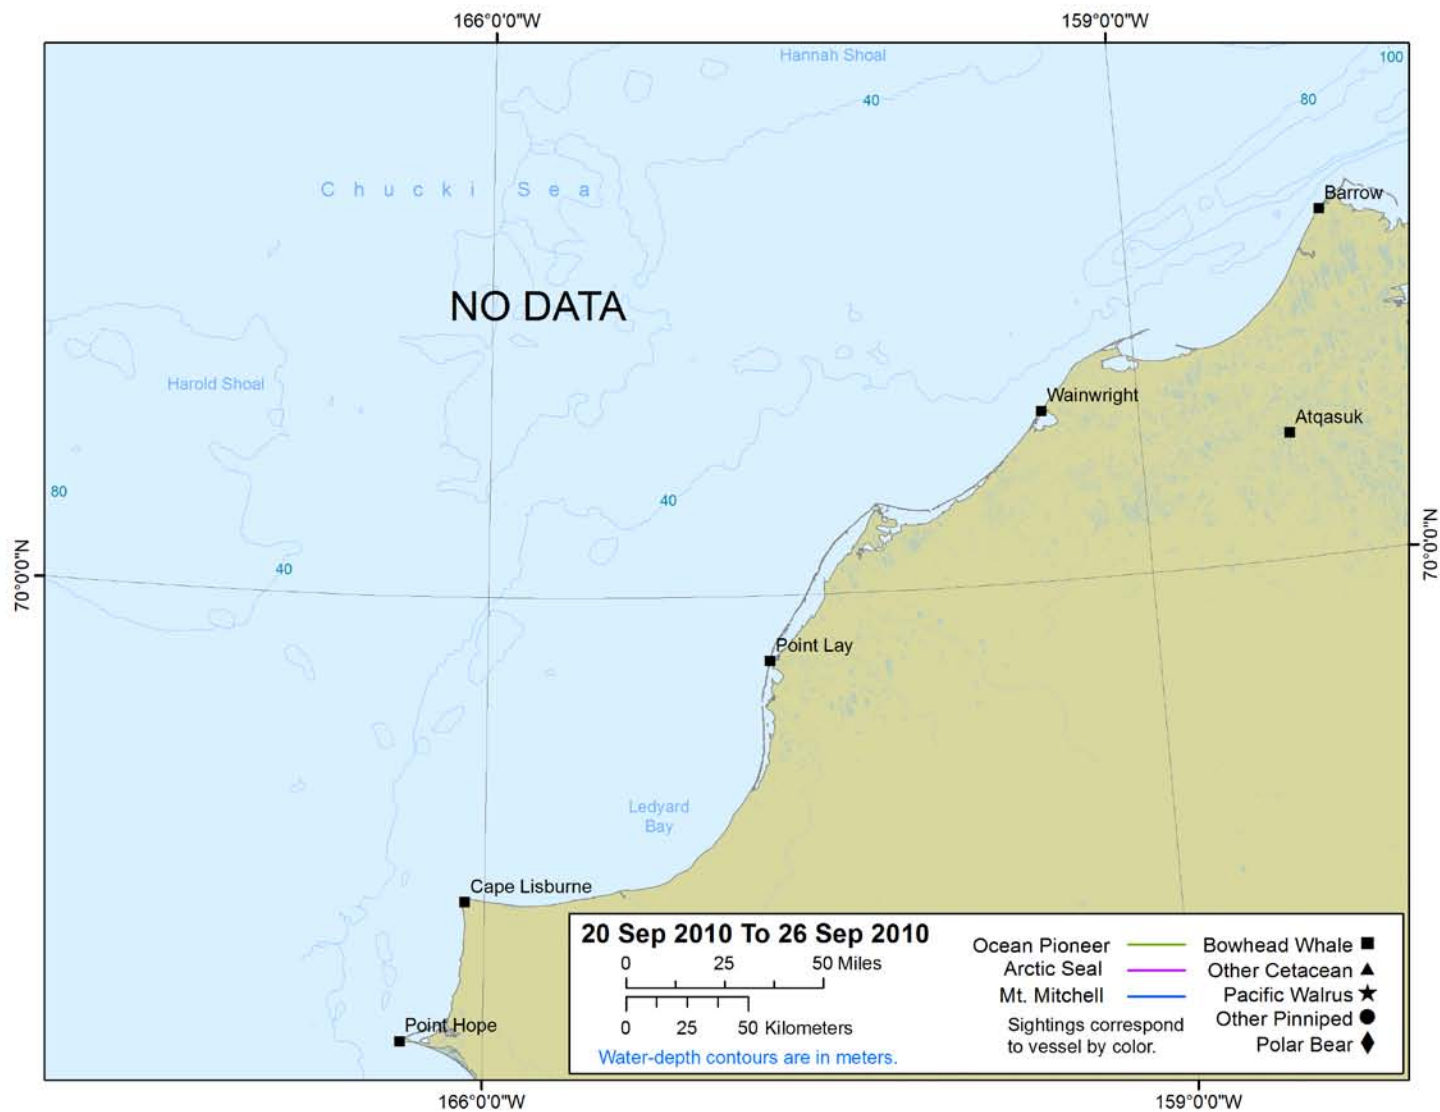 166°0'0"W
159°0'0"W
Hannah Shoal
100
40
80
Chucki Sea
Barrow
NO DATA
Harold Shoal
Wainwright
Atqasuk
80
40
70°0'0"N
70°0'0"N
40
Point Lay
Ledyard
Bay
Cape Lisburne
Point Hope
20 Sep 2010 To 26 Sep 2010
0 25 50 Miles
0 25 50 Kilometers
Water-depth contours are in meters.
Ocean Pioneer
Arctic Seal
Mt. Mitchell
Sightings correspond
to vessel by color.
Bowhead Whale
Other Cetacean
Pacific Walrus
Other Pinniped
Polar Bear
166°0'0"W
159°0'0"W